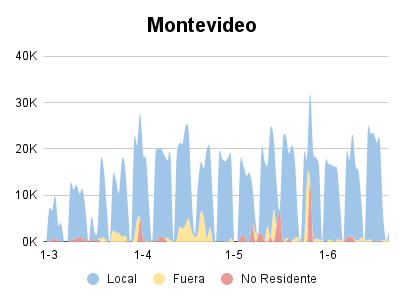 Montevideo
40K
30K
20K
10K
0K
1-3 1-4 1-5 1-6
Local Fuera No Residente